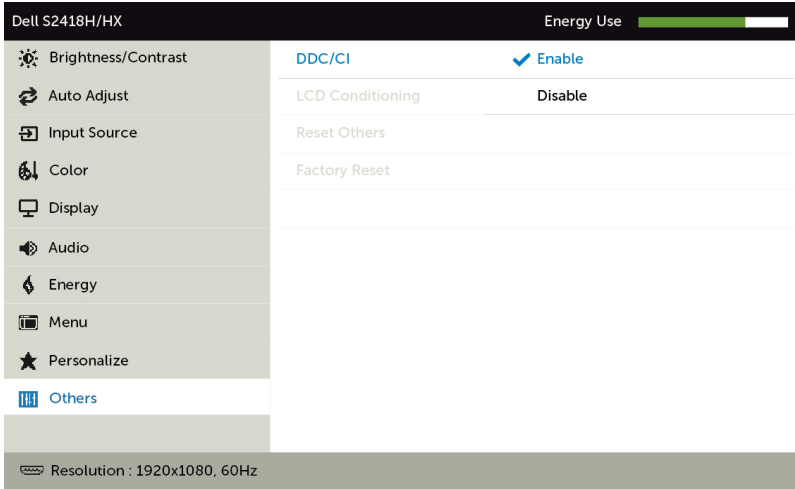 Dell S2418H/HX Energy Use
Brightness/Contrast DDC/CI Enable
Auto Adjust LCD Conditioning Disable
Input Source Reset Others
Color Factory Reset
Display
Audio
Energy
Menu
Personalize
Others
Resolution : 1920x1080, 60Hz